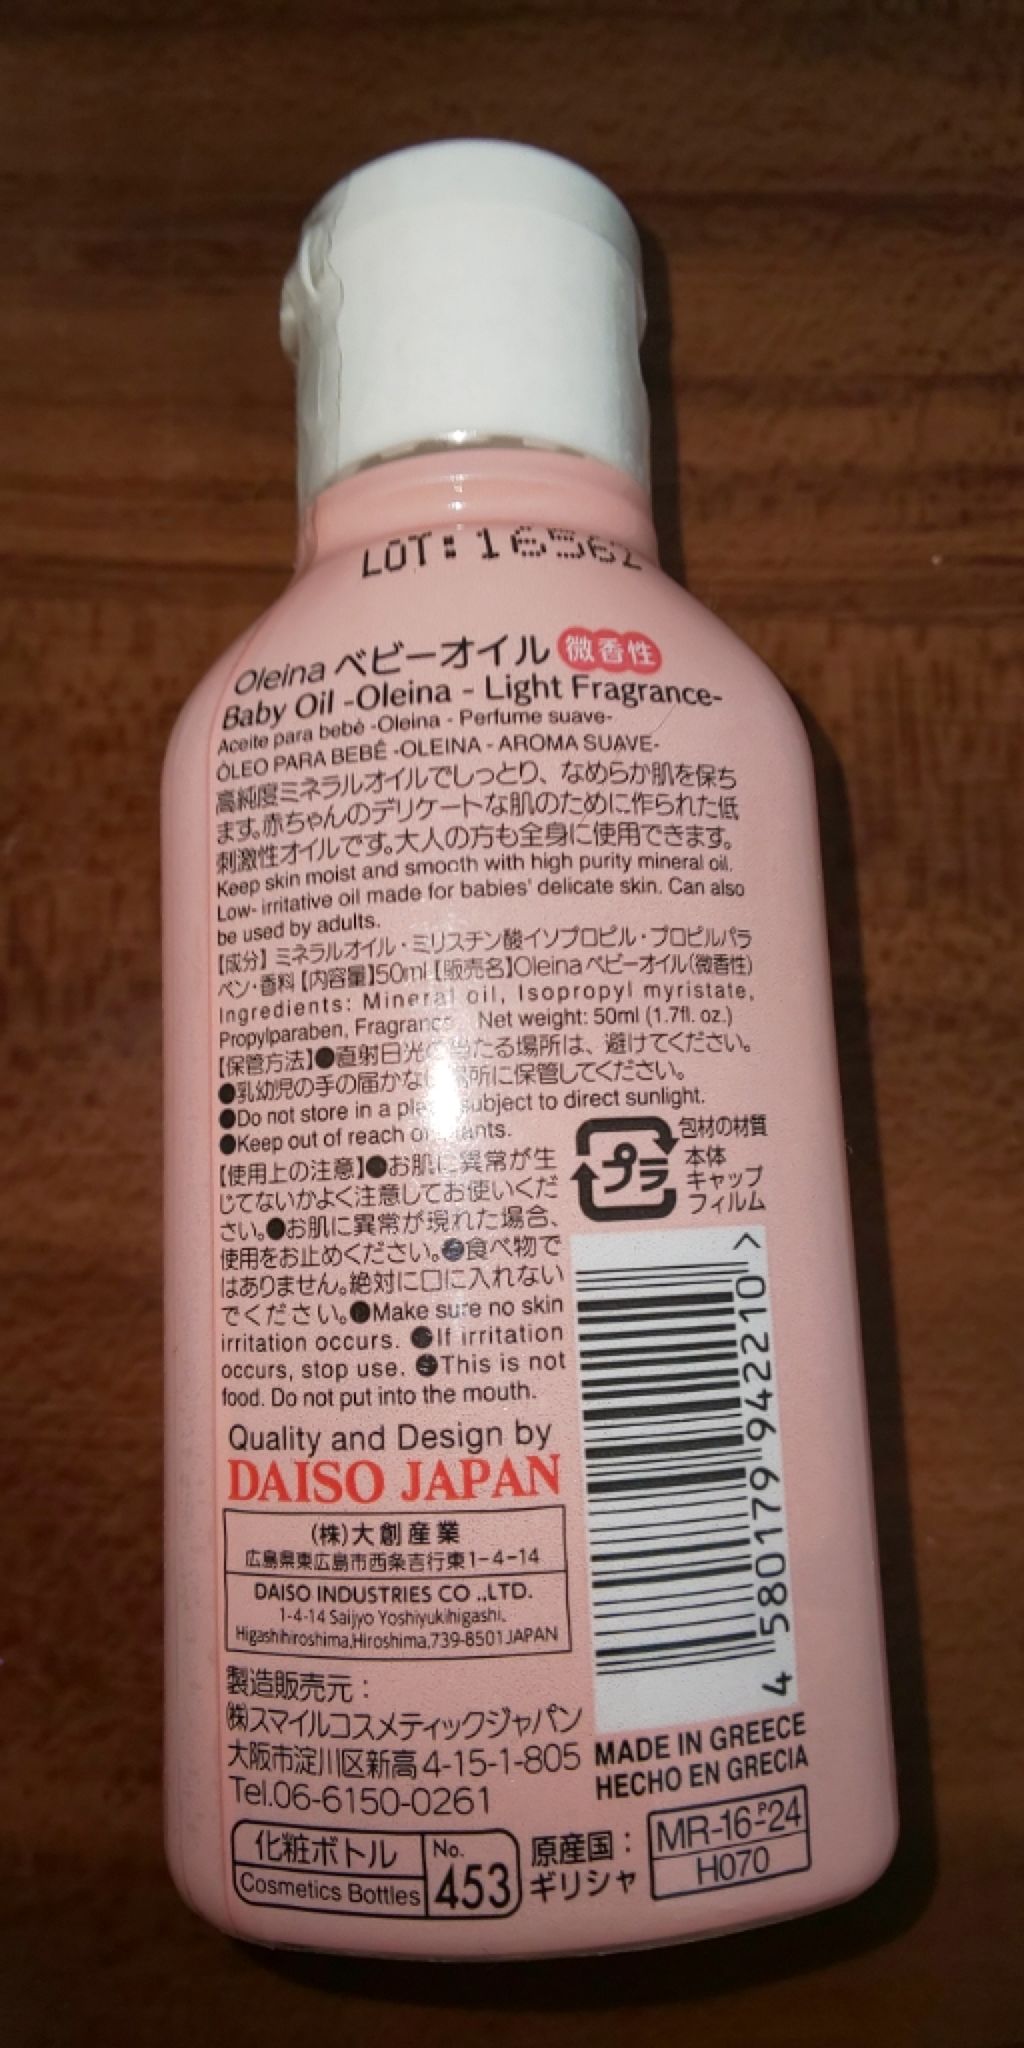 LOT:16562
Oleina ベビーオイル 微香性
Baby Oil -Oleina - Light Fragrance-
Aceite para bebé -Oleina - Perfume suave-
ÓLEO PARA BEBÊ -OLEINA - AROMA SUAVE-
高純度ミネラルオイルでしっとり、なめらか肌を保ち
ます。赤ちゃんのデリケートな肌のために作られた低
刺激性オイルです。大人の方も全身に使用できます。
Keep skin moist and smooth with high purity mineral oil.
Low- irritative oil made for babies' delicate skin. Can also
be used by adults.
【成分】ミネラルオイル・ミリスチン酸イソプロピル・プロピルパラ
ベン・香料【内容量】50ml【販売名】Oleina ベビーオイル(微香性)
Ingredients: Mineral oil, Isopropyl myristate,
Propylparaben, Fragrance Net weight: 50ml (1.7fl. oz.)
【保管方法】●直射日光の当たる場所は、避けてください。
●乳幼児の手の届かない場所に保管してください。
●Do not store in a place subject to direct sunlight.
●Keep out of reach of infants.
【使用上の注意】●お肌に異常が生
じてないかよく注意してお使いくだ
さい。●お肌に異常が現れた場合、
使用をお止めください。●食べ物で
はありません。絶対に口に入れない
でください。●Make sure no skin
irritation occurs. ●If irritation
occurs, stop use. ●This is not
food. Do not put into the mouth.
プラ
包材の材質
本体
キャップ
フィルム
4 580179 942210 >
Quality and Design by
DAISO JAPAN
(株)大創産業
広島県東広島市西条吉行東1-4-14
DAISO INDUSTRIES CO .,LTD.
1-4-14 Saijyo Yoshiyukihigashi,
Higashihiroshima,Hiroshima,739-8501 JAPAN
製造販売元：
㈱スマイルコスメティックジャパン
大阪市淀川区新高4-15-1-805
Tel.06-6150-0261
MADE IN GREECE
HECHO EN GRECIA
化粧ボトル
Cosmetics Bottles
No.
453
原産国：
ギリシャ
MR-16-P-24
H070